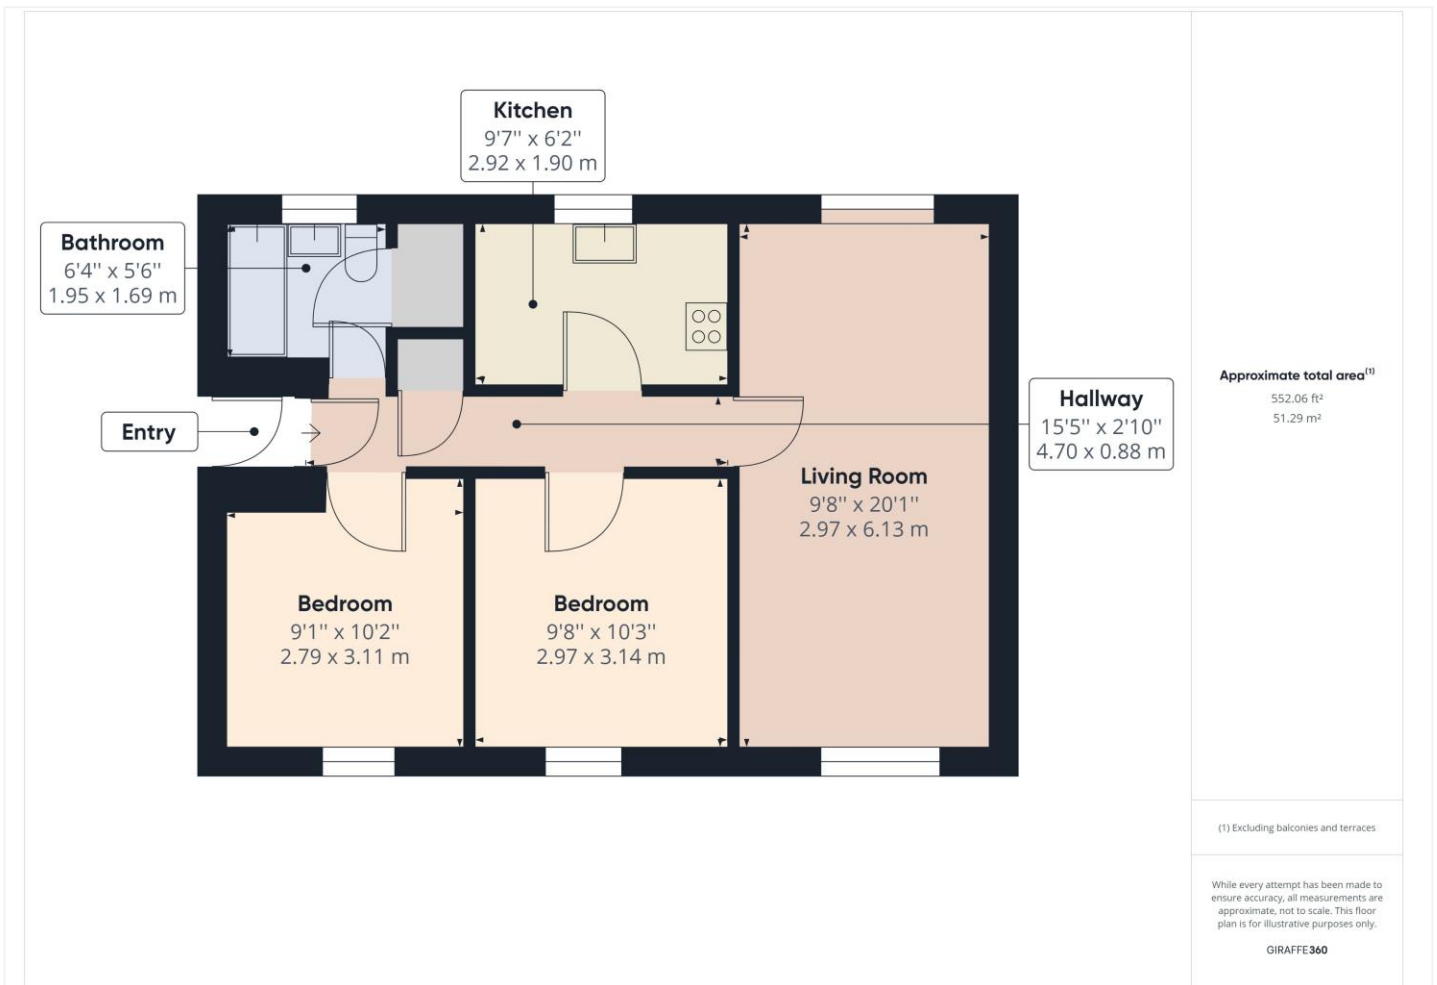 Kitchen
9'7'' x 6'2''
2.92 x 1.90 m
Bathroom
6'4'' x 5'6''
1.95 x 1.69 m
Entry
Hallway
15'5'' x 2'10''
4.70 x 0.88 m
Living Room
9'8'' x 20'1''
2.97 x 6.13 m
Bedroom
9'1'' x 10'2''
2.79 x 3.11 m
Bedroom
9'8'' x 10'3''
2.97 x 3.14 m
Approximate total area(1)
552.06 ft²
51.29 m²
(1) Excluding balconies and terraces
While every attempt has been made to
ensure accuracy, all measurements are
approximate, not to scale. This floor
plan is for illustrative purposes only.
GIRAFFE360